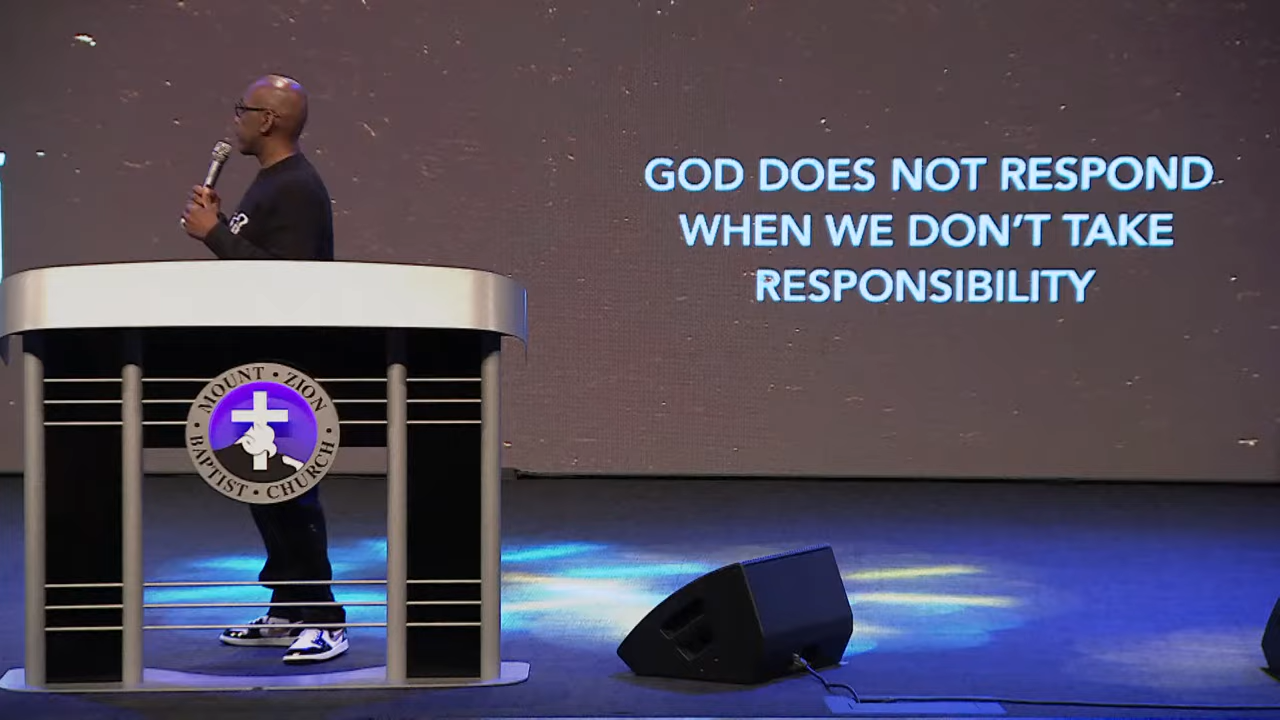 GOD DOES NOT RESPOND
WHEN WE DON'T TAKE
RESPONSIBILITY
MOUNT • ZION
• BAPTIST • CHURCH •